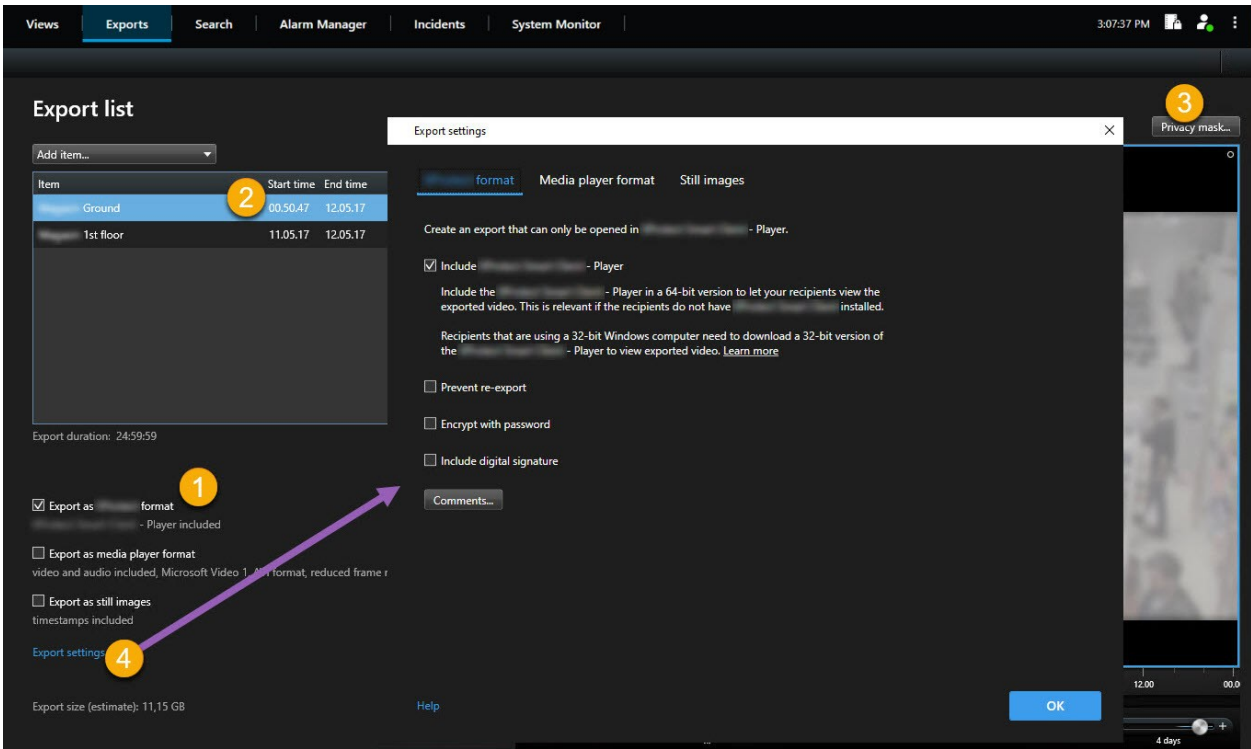 Views Exports Search Alarm Manager Incidents System Monitor 3:07:37 PM
Export list
3
Export settings
Privacy mask...
Add item...
Item Start time End time
2
Ground 00.50.47 12.05.17
1st floor 11.05.17 12.05.17
format Media player format Still images
Create an export that can only be opened in - Player.
Include - Player
Include the - Player in a 64-bit version to let your recipients view the
exported video. This is relevant if the recipients do not have installed.
Recipients that are using a 32-bit Windows computer need to download a 32-bit version of
the - Player to view exported video. Learn more
Prevent re-export
Encrypt with password
Include digital signature
Comments...
Export duration: 24:59:59
1
Export as format
- Player included
Export as media player format
video and audio included, Microsoft Video 1, format, reduced frame r
Export as still images
timestamps included
Export settings
4
Export size (estimate): 11,15 GB
Help
OK
12.00 00.0
4 days